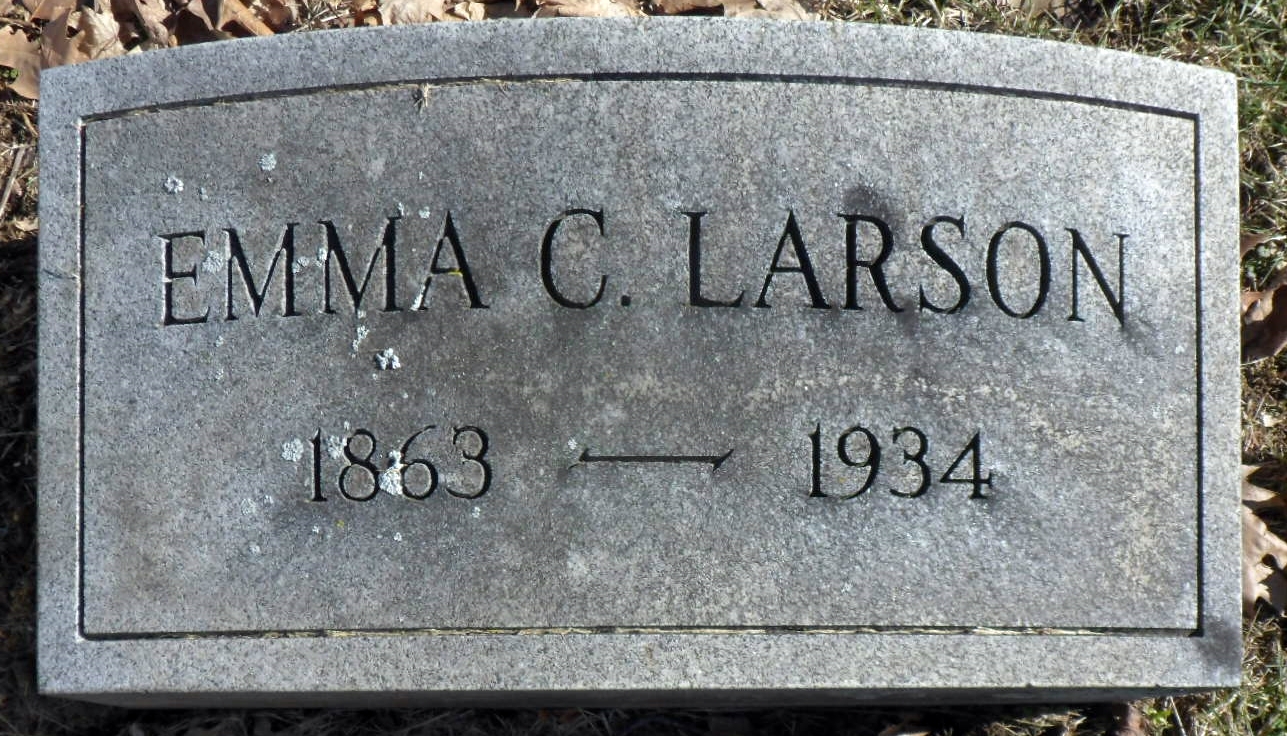 EMMA C. LARSON
1863 — 1934